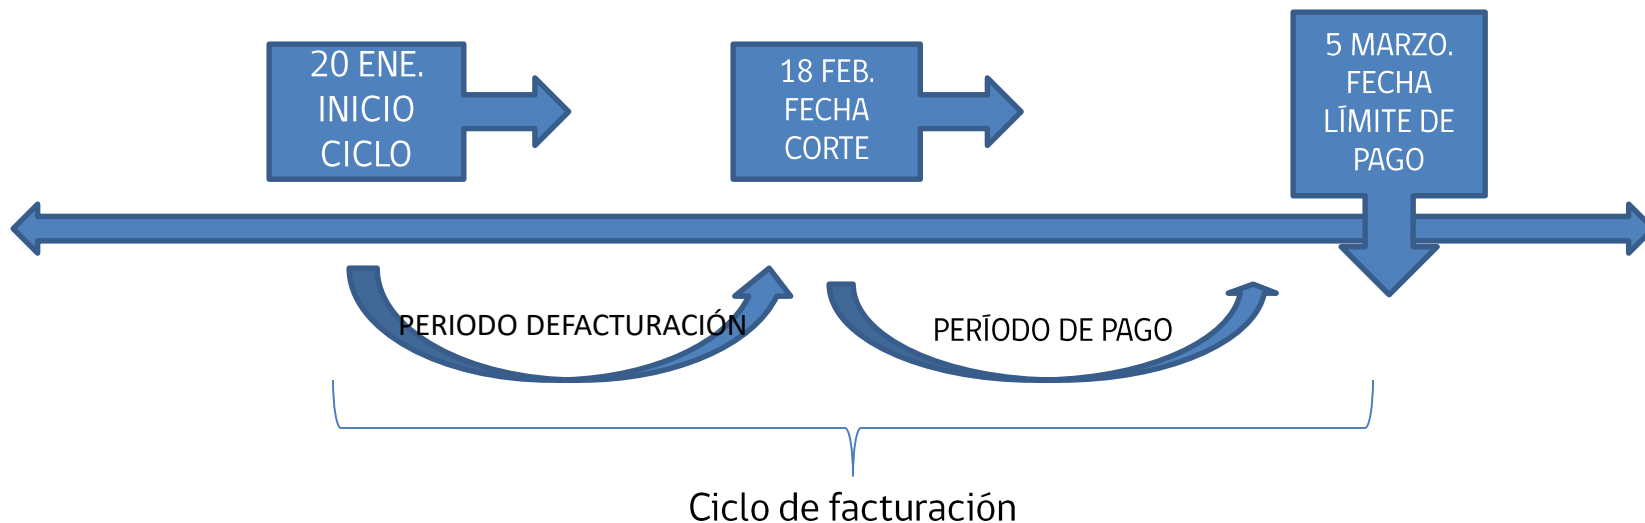 20 ENE.
INICIO
CICLO
18 FEB.
FECHA
CORTE
5 MARZO.
FECHA
LÍMITE DE
PAGO
PERIODO DEFACTURACIÓN
PERÍODO DE PAGO
Ciclo de facturación